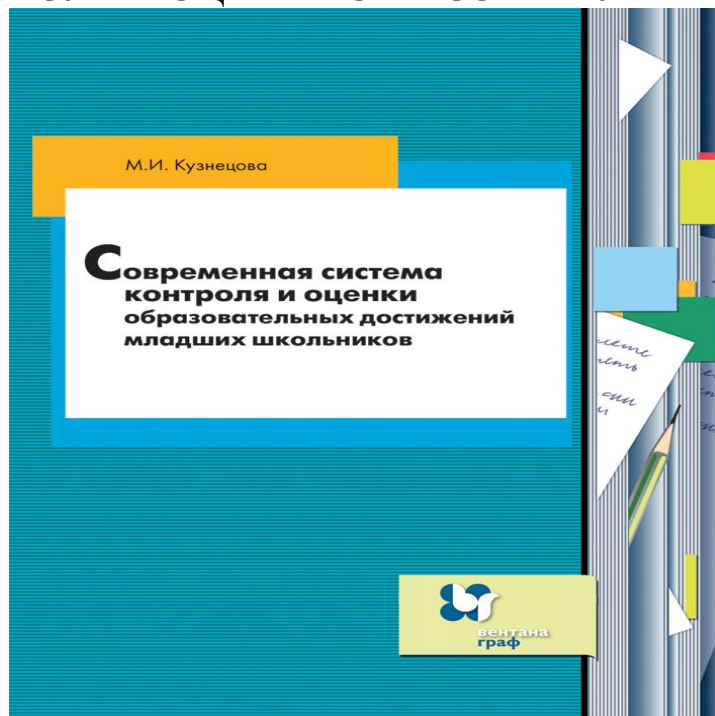 М.И. Кузнецова
Современная система
контроля и оценки
образовательных достижений
младших школьников
вентана
граф